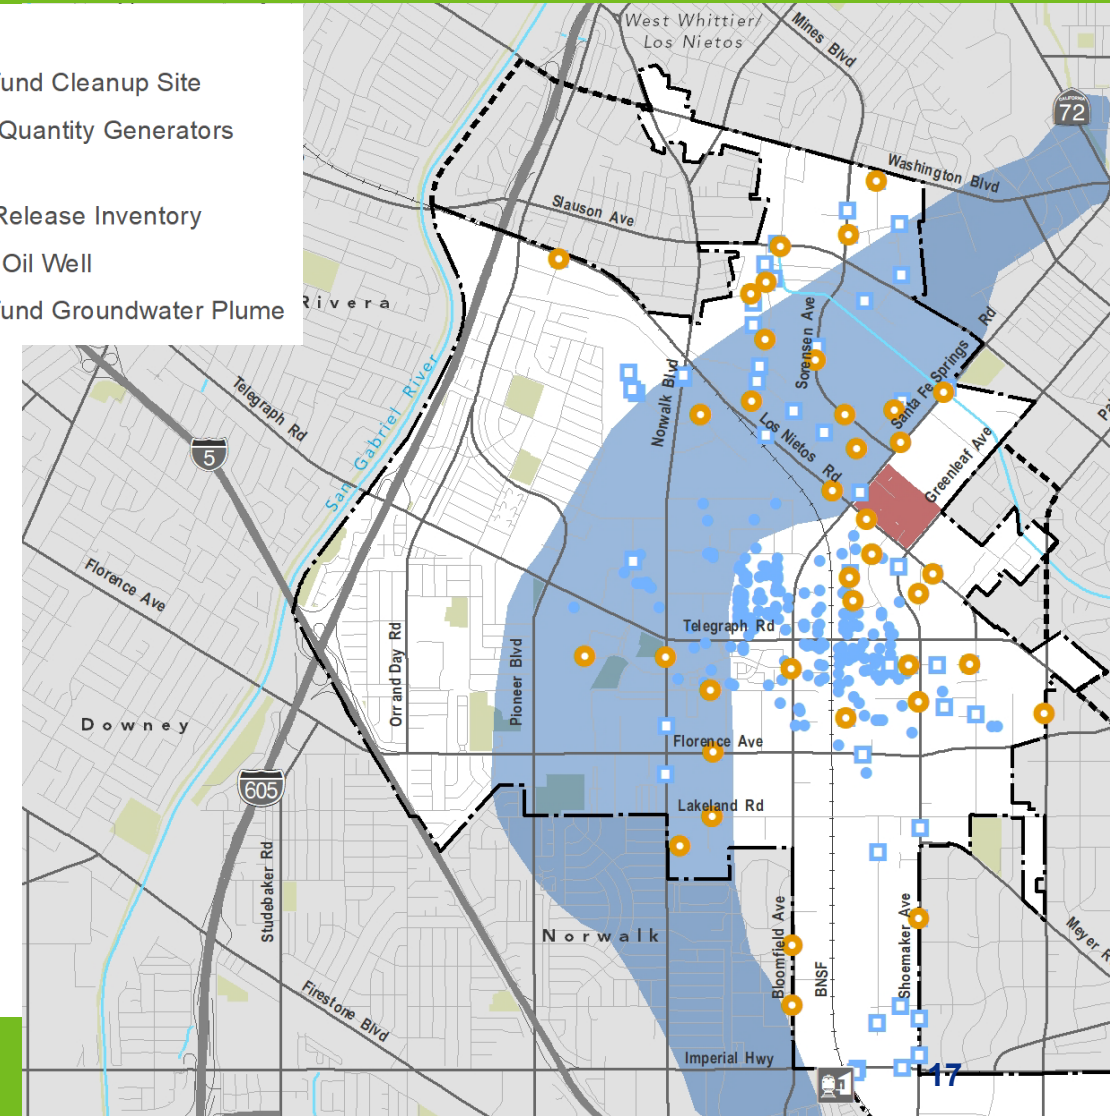 fund Cleanup Site
Quantity Generators
Release Inventory
Oil Well
fund Groundwater Plume
West Whittier/
Los Nietos
Mines Blvd
CALIFORNIA
72
Washington Blvd
Slauson Ave
Rivera
Sorensen Ave
Santa Fe Springs
Rd
Norwalk Blvd
Los Nietos Rd
Greenleaf Ave
Telegraph Rd
San Gabriel River
5
Florence Ave
Telegraph Rd
Orr and Day Rd
Pioneer Blvd
Downey
Florence Ave
605
Lakeland Rd
Studebaker Rd
Norwalk
Bloomfield Ave
BNSF
Shoemaker Ave
Meyer R
Firestone Blvd
Imperial Hwy
17